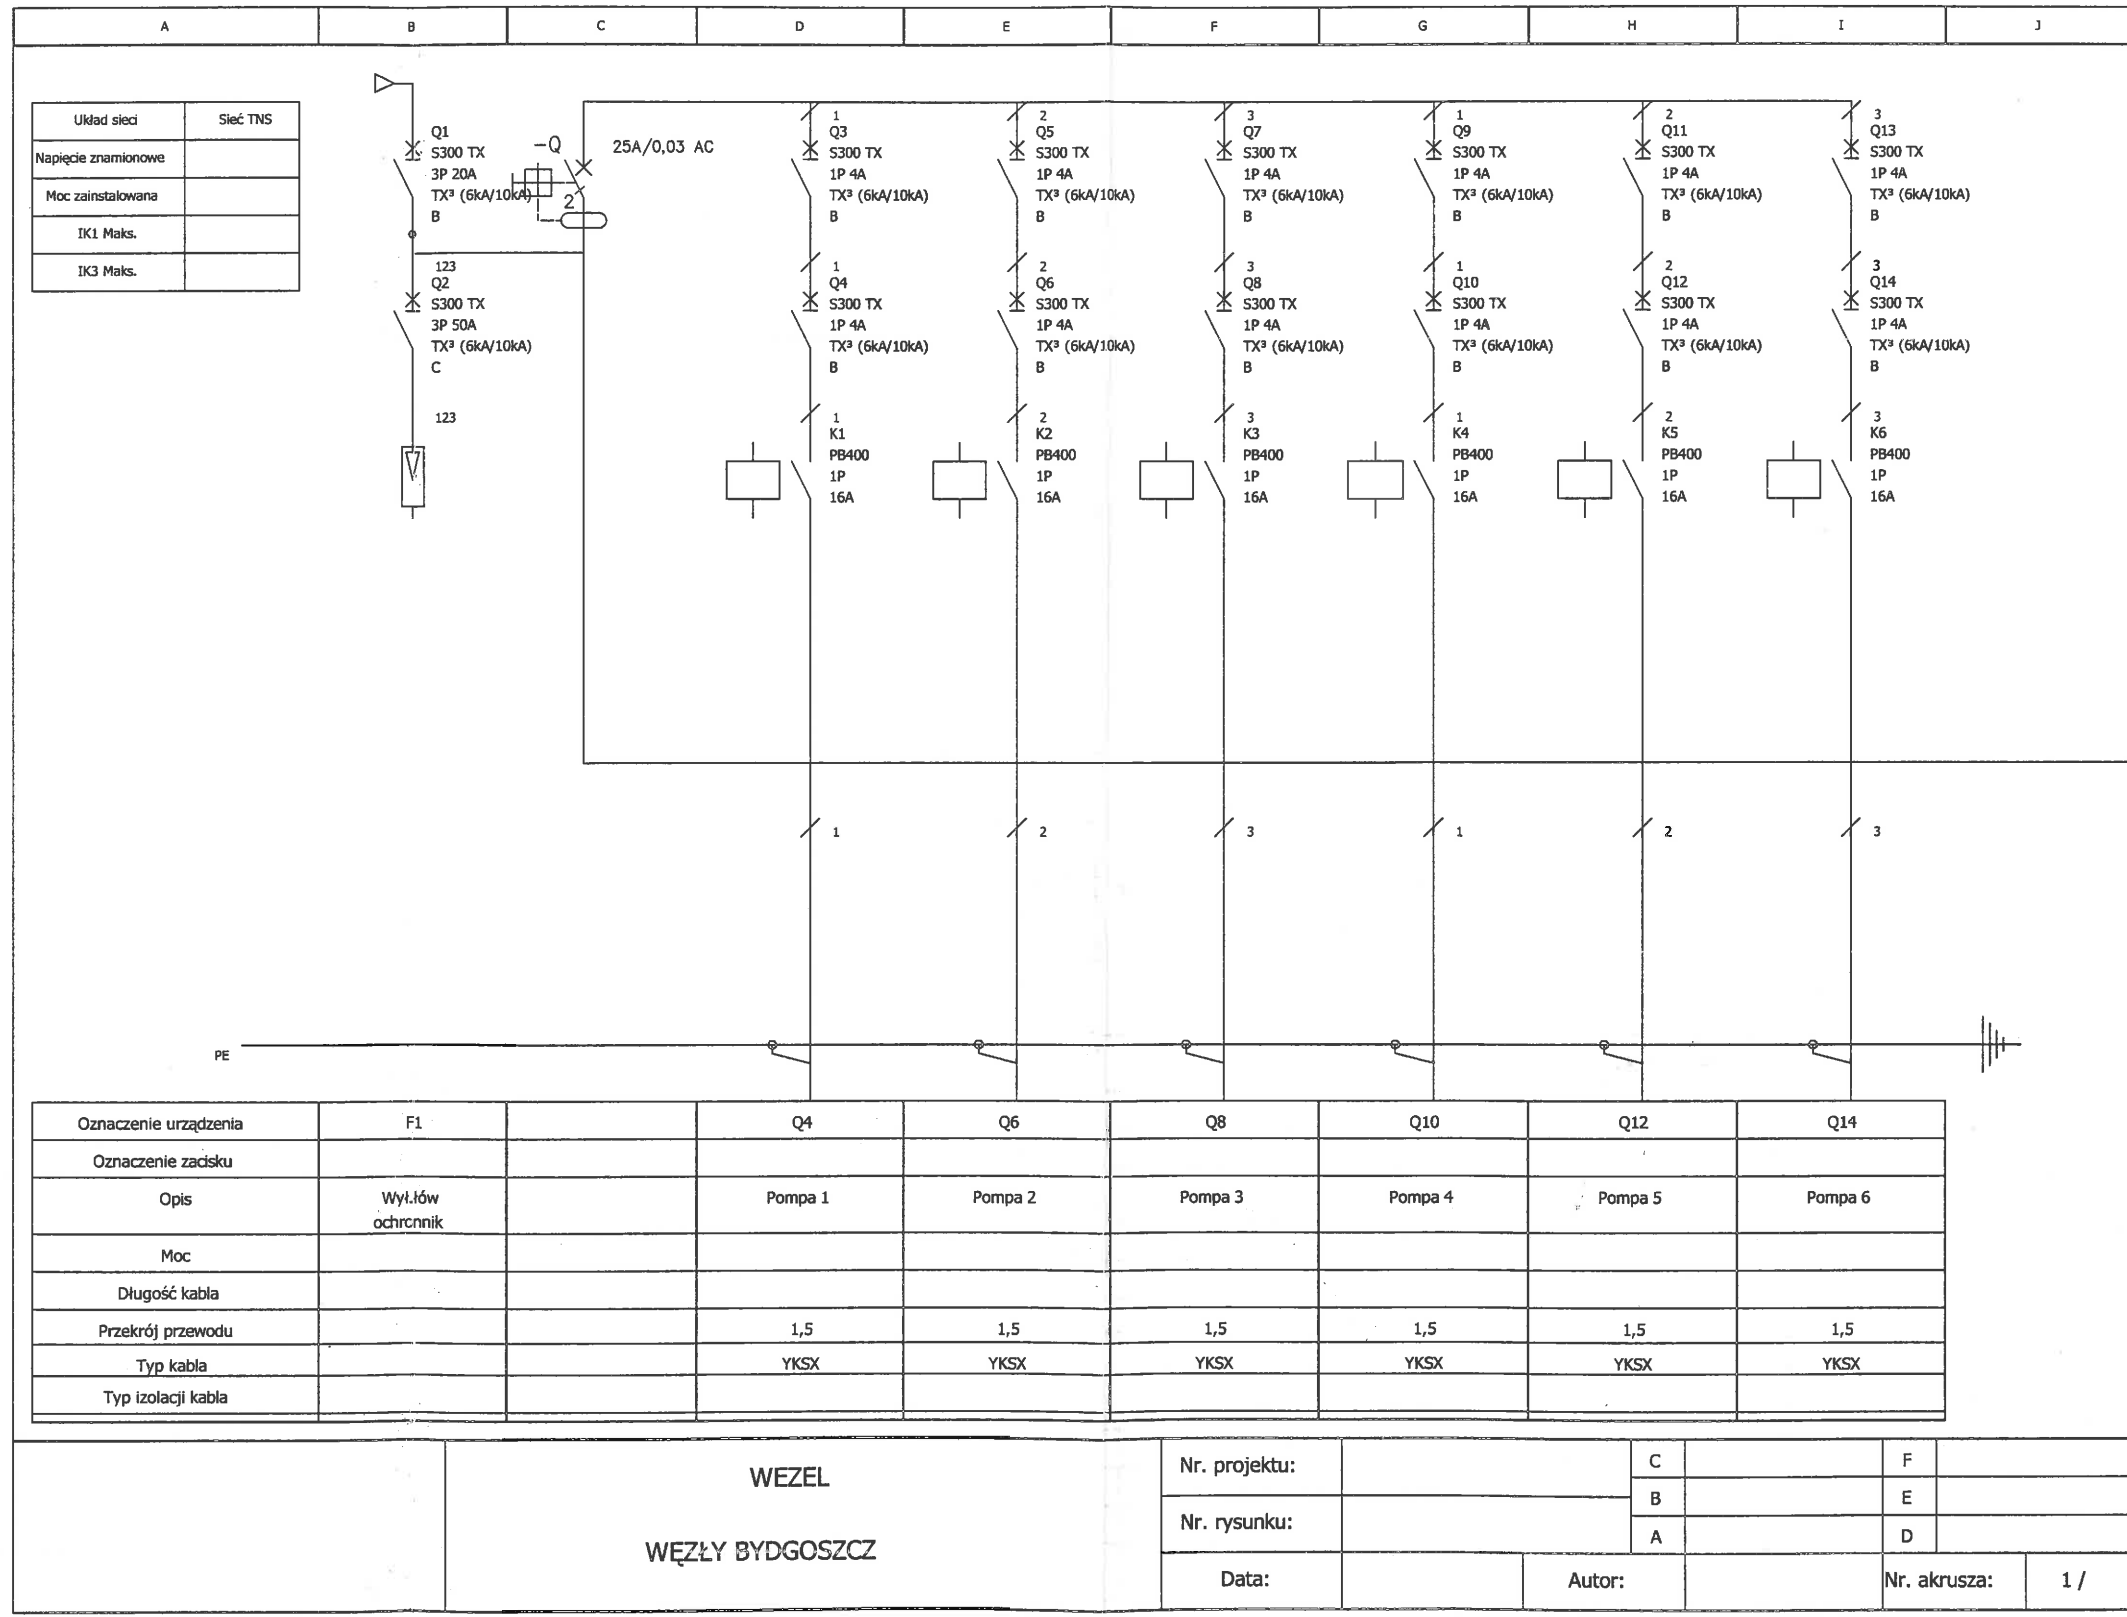 A B C D E F G H I J
Układ sieci Sieć TNS
Napięcie znamionowe
Moc zainstalowana
IK1 Maks.
IK3 Maks.
Q1
S300 TX
3P 20A
TX³ (6kA/10kA)
B
123
Q2
S300 TX
3P 50A
TX³ (6kA/10kA)
C
123
-Q
25A/0,03 AC
2
1
Q3
S300 TX
1P 4A
TX³ (6kA/10kA)
B
1
Q4
S300 TX
1P 4A
TX³ (6kA/10kA)
B
1
K1
PB400
1P
16A
1
2
Q5
S300 TX
1P 4A
TX³ (6kA/10kA)
B
2
Q6
S300 TX
1P 4A
TX³ (6kA/10kA)
B
2
K2
PB400
1P
16A
2
3
Q7
S300 TX
1P 4A
TX³ (6kA/10kA)
B
3
Q8
S300 TX
1P 4A
TX³ (6kA/10kA)
B
3
K3
PB400
1P
16A
3
1
Q9
S300 TX
1P 4A
TX³ (6kA/10kA)
B
1
Q10
S300 TX
1P 4A
TX³ (6kA/10kA)
B
1
K4
PB400
1P
16A
1
2
Q11
S300 TX
1P 4A
TX³ (6kA/10kA)
B
2
Q12
S300 TX
1P 4A
TX³ (6kA/10kA)
B
2
K5
PB400
1P
16A
2
3
Q13
S300 TX
1P 4A
TX³ (6kA/10kA)
B
3
Q14
S300 TX
1P 4A
TX³ (6kA/10kA)
B
3
K6
PB400
1P
16A
3
PE
Oznaczenie urządzenia F1 Q4 Q6 Q8 Q10 Q12 Q14
Oznaczenie zacisku
Opis Wył.łów Pompa 1 Pompa 2 Pompa 3 Pompa 4 Pompa 5 Pompa 6
ochrcnnik
Moc
Długość kabla
Przekrój przewodu 1,5 1,5 1,5 1,5 1,5 1,5
Typ kabla YKSX YKSX YKSX YKSX YKSX YKSX
Typ izolacji kabla
WEZEL
WĘZŁY BYDGOSZCZ
Nr. projektu: C F
B E
Nr. rysunku:
A D
Data: Autor: Nr. akrusza: 1 /